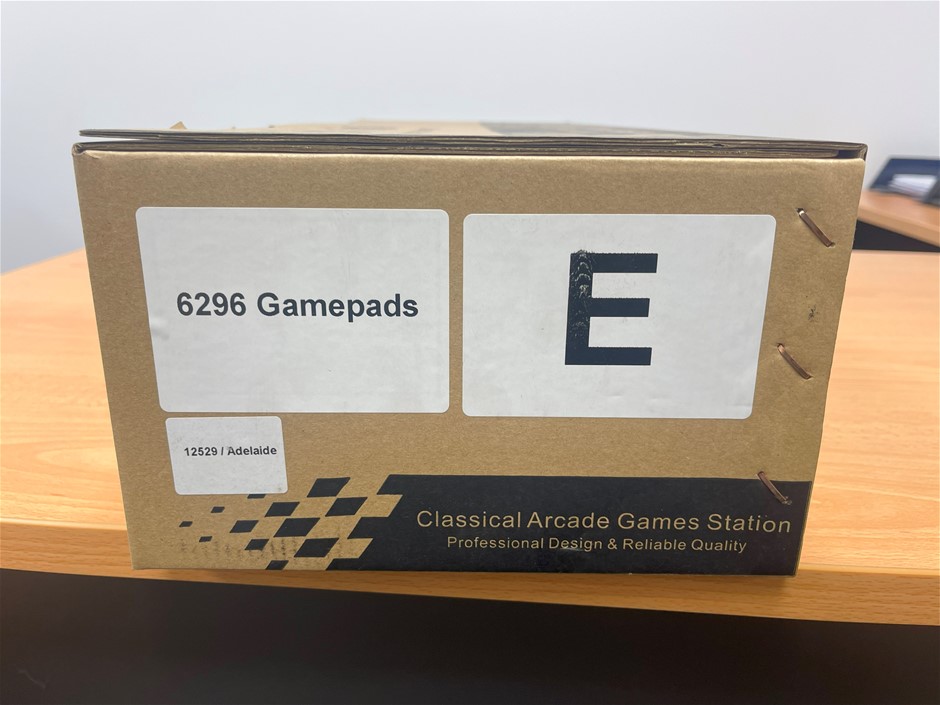 6296 Gamepads
E
12529 / Adelaide
Classical Arcade Games Station
Professional Design & Reliable Quality